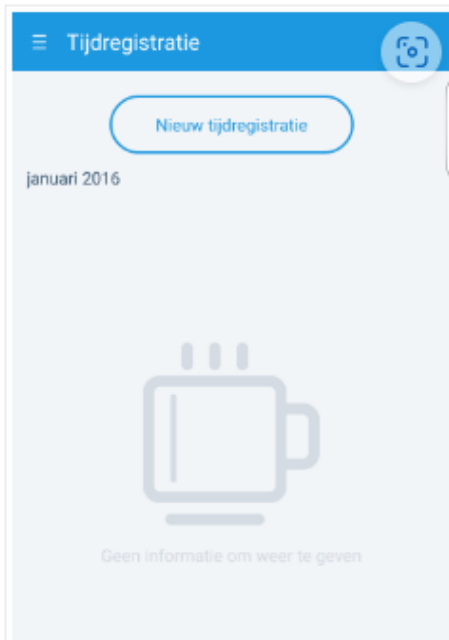 Tijdregistratie
Nieuw tijdregistratie
januari 2016
Geen informatie om weer te geven